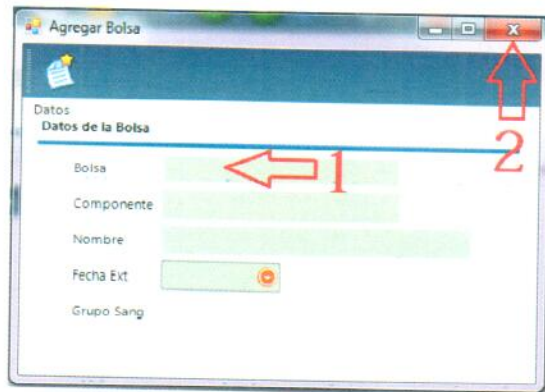 Agregar Bolsa
2
Datos
Datos de la Bolsa
Bolsa
1
Componente
Nombre
Fecha Ext
Grupo Sang